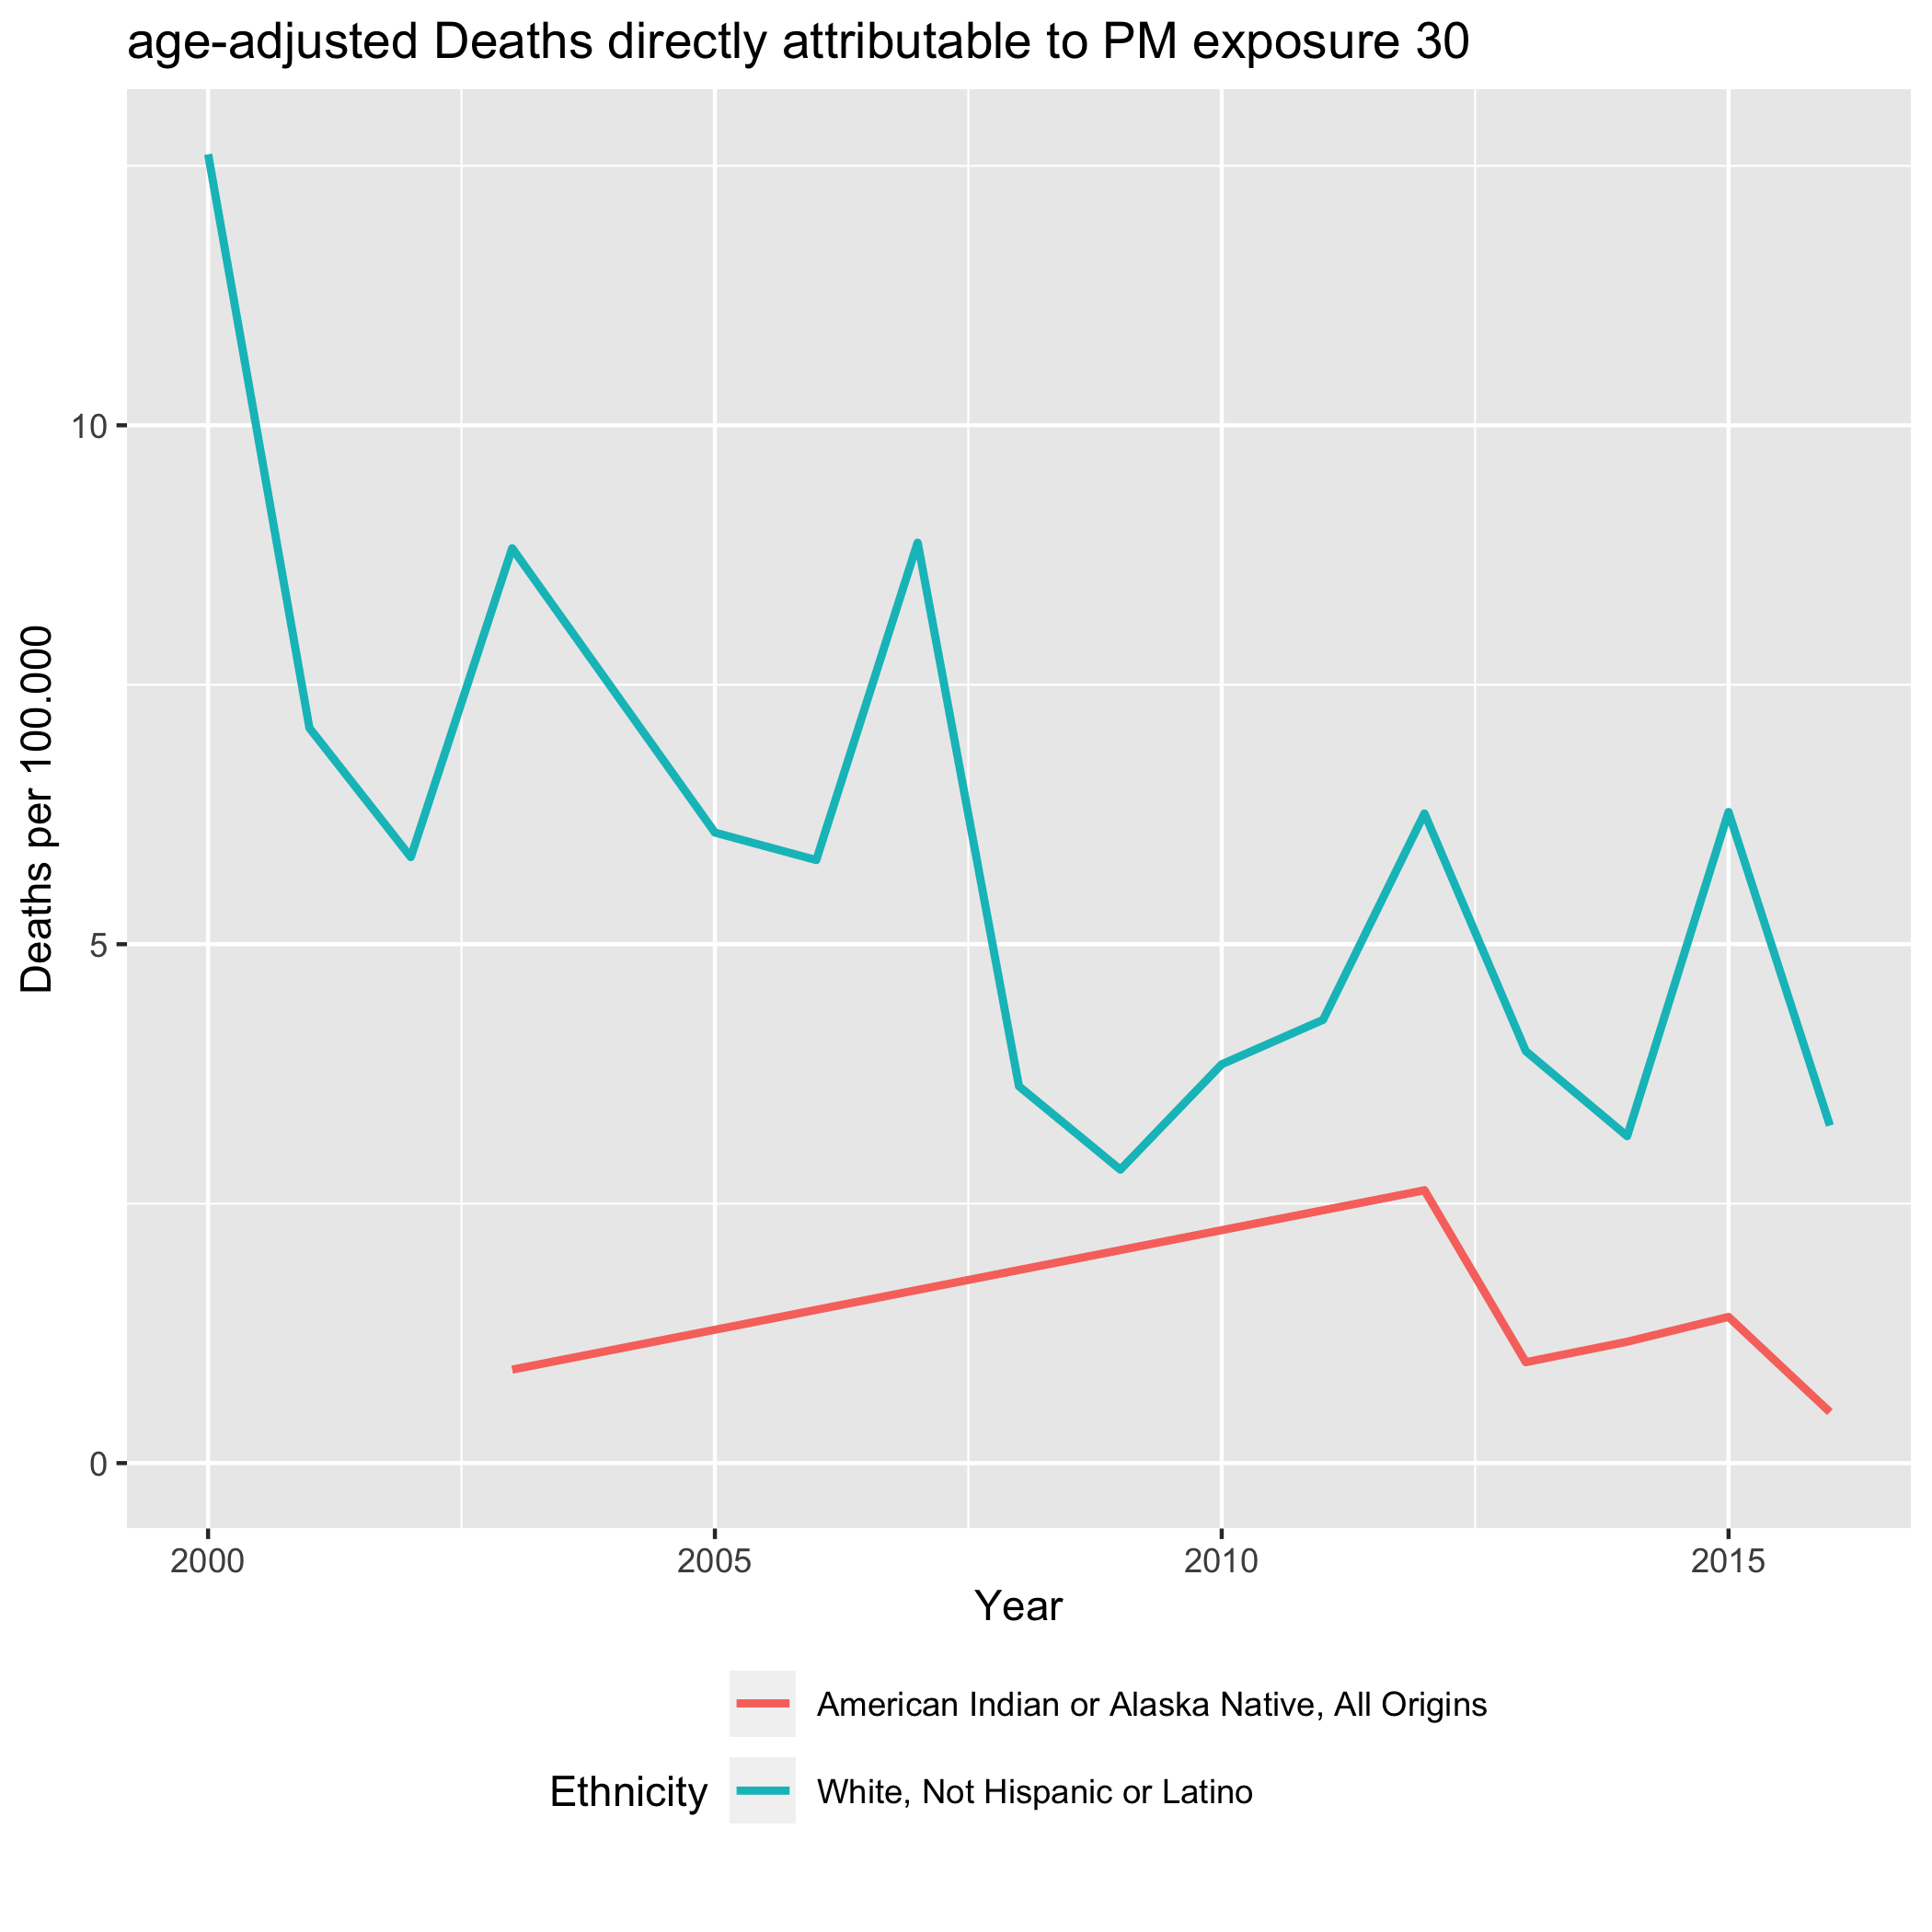 age-adjusted Deaths directly attributable to PM exposure 30
Deaths per 100.000
10
5
0
2000 2005 2010 2015
Year
Ethnicity
American Indian or Alaska Native, All Origins
White, Not Hispanic or Latino